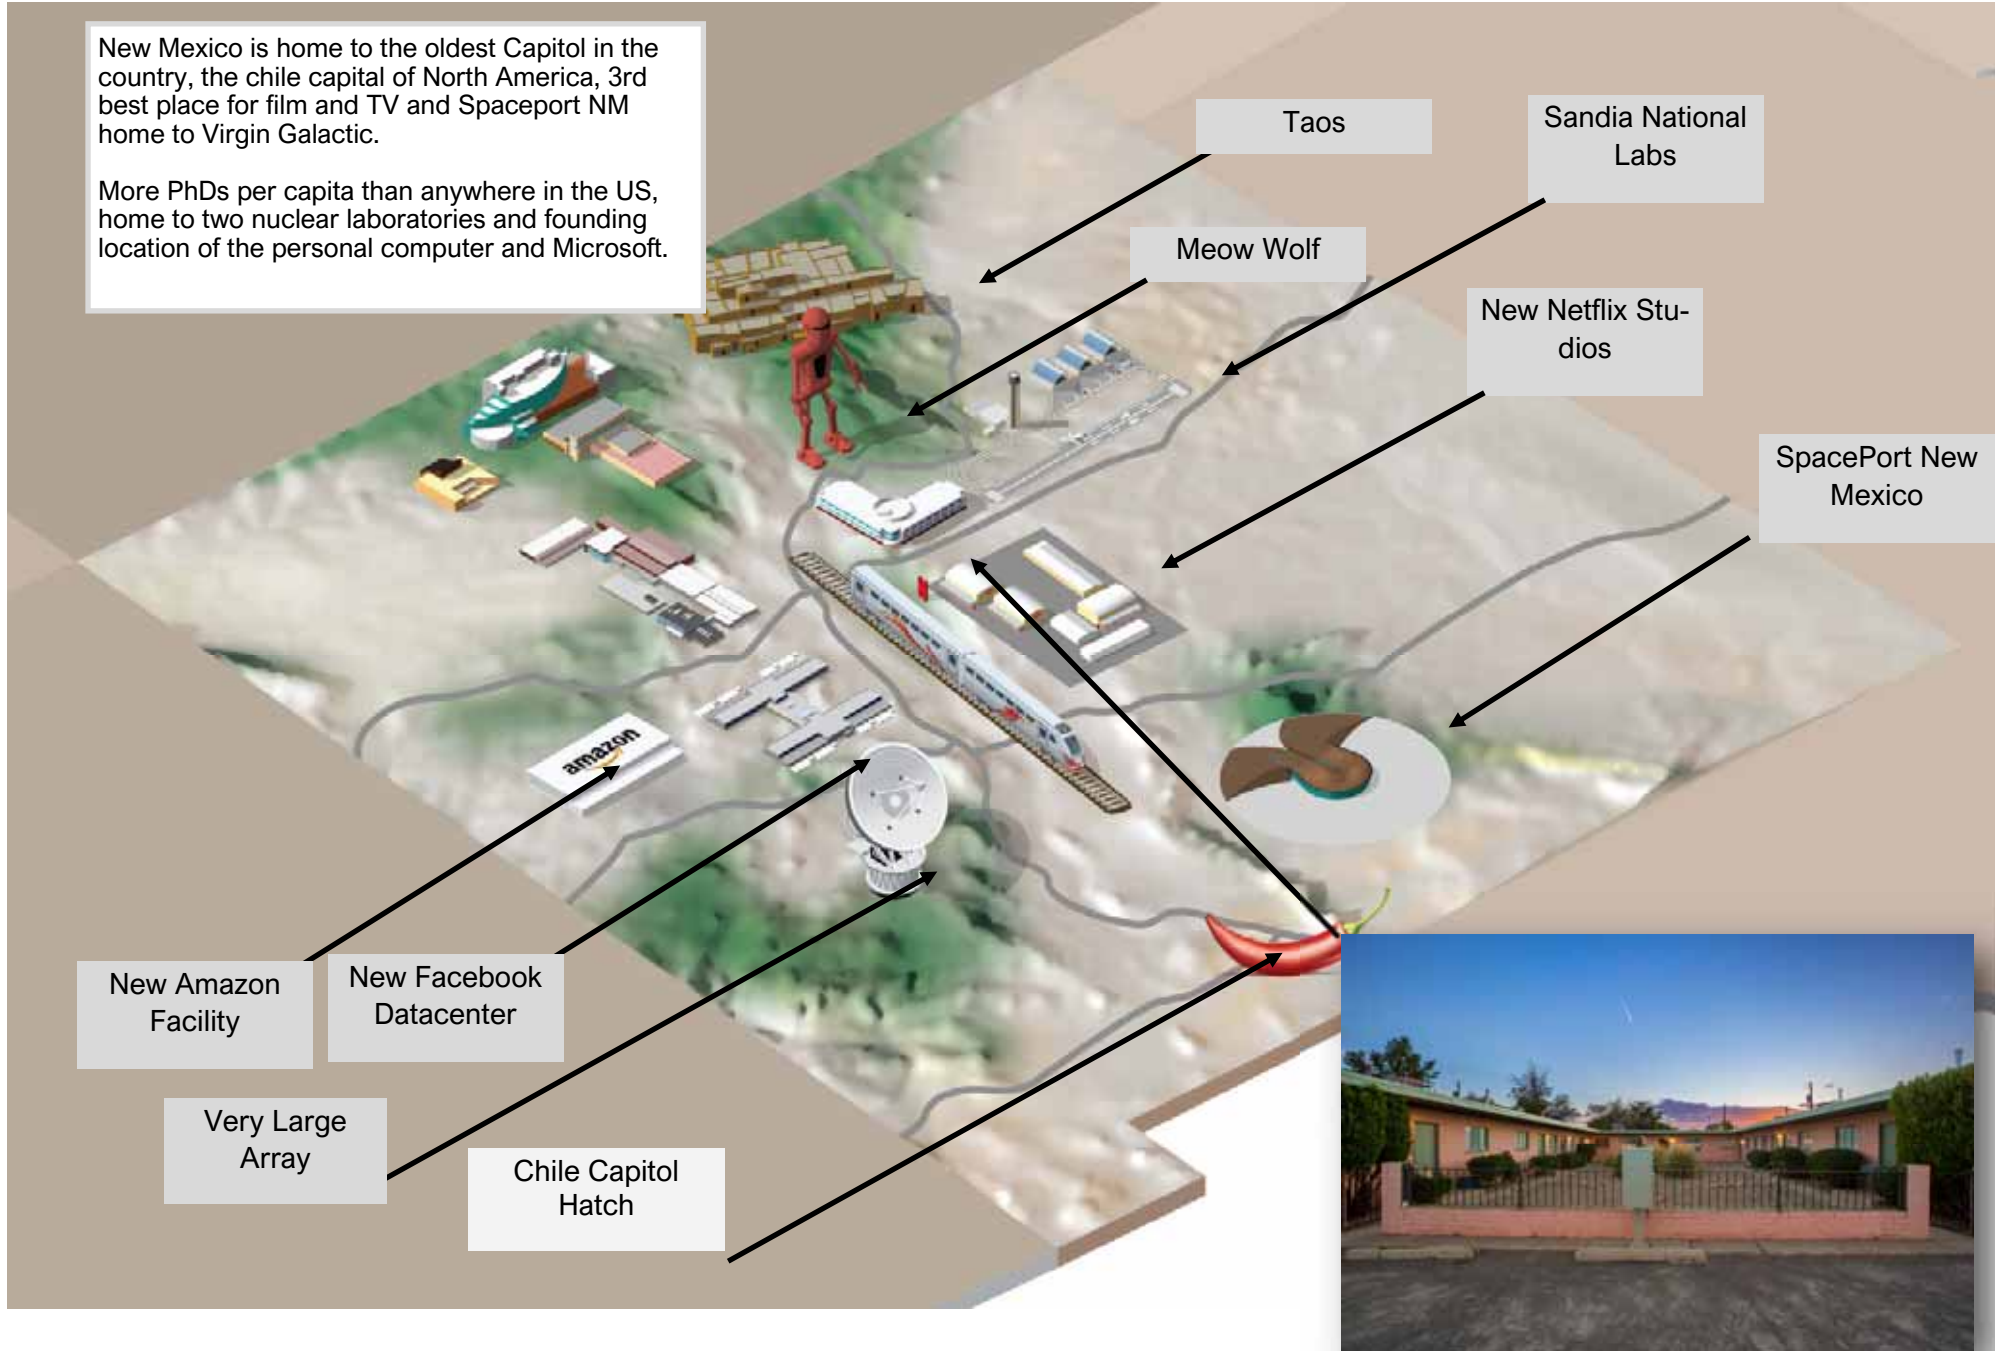 New Mexico is home to the oldest Capitol in the
country, the chile capital of North America, 3rd
best place for film and TV and Spaceport NM
home to Virgin Galactic.
More PhDs per capita than anywhere in the US,
home to two nuclear laboratories and founding
location of the personal computer and Microsoft.
Taos
Sandia National
Labs
Meow Wolf
New Netflix Stu-
dios
SpacePort New
Mexico
amazon
New Amazon
Facility
New Facebook
Datacenter
Very Large
Array
Chile Capitol
Hatch